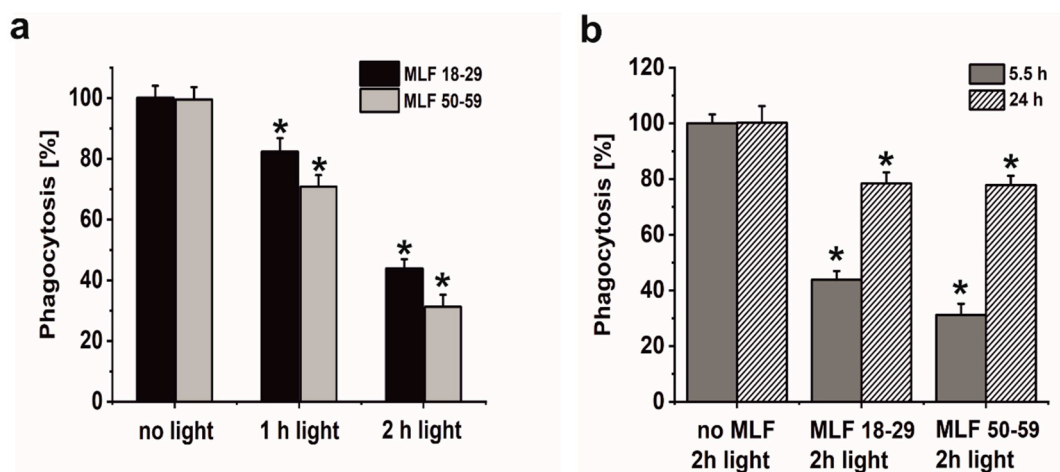 a
Phagocytosis [%]
100
80
60
40
20
0
MLF 18-29
MLF 50-59
*
*
*
*
no light
1 h light
2 h light
b
Phagocytosis [%]
120
100
80
60
40
20
0
5.5 h
24 h
*
*
*
*
no MLF
2h light
MLF 18-29
2h light
MLF 50-59
2h light